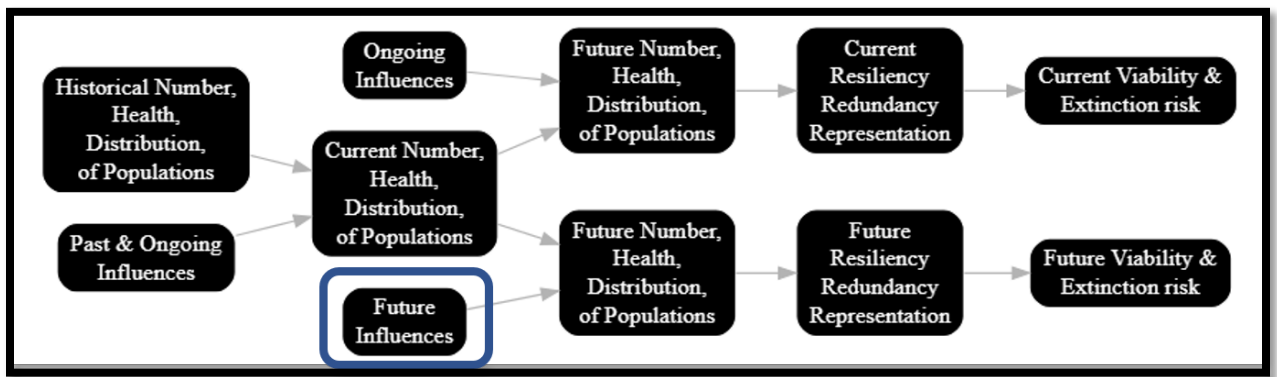 Historical Number,
Health,
Distribution,
of Populations
Past & Ongoing
Influences
Ongoing
Influences
Current Number,
Health,
Distribution,
of Populations
Future
Influences
Future Number,
Health,
Distribution,
of Populations
Future Number,
Health,
Distribution,
of Populations
Current
Resiliency
Redundancy
Representation
Future
Resiliency
Redundancy
Representation
Current Viability &
Extinction risk
Future Viability &
Extinction risk